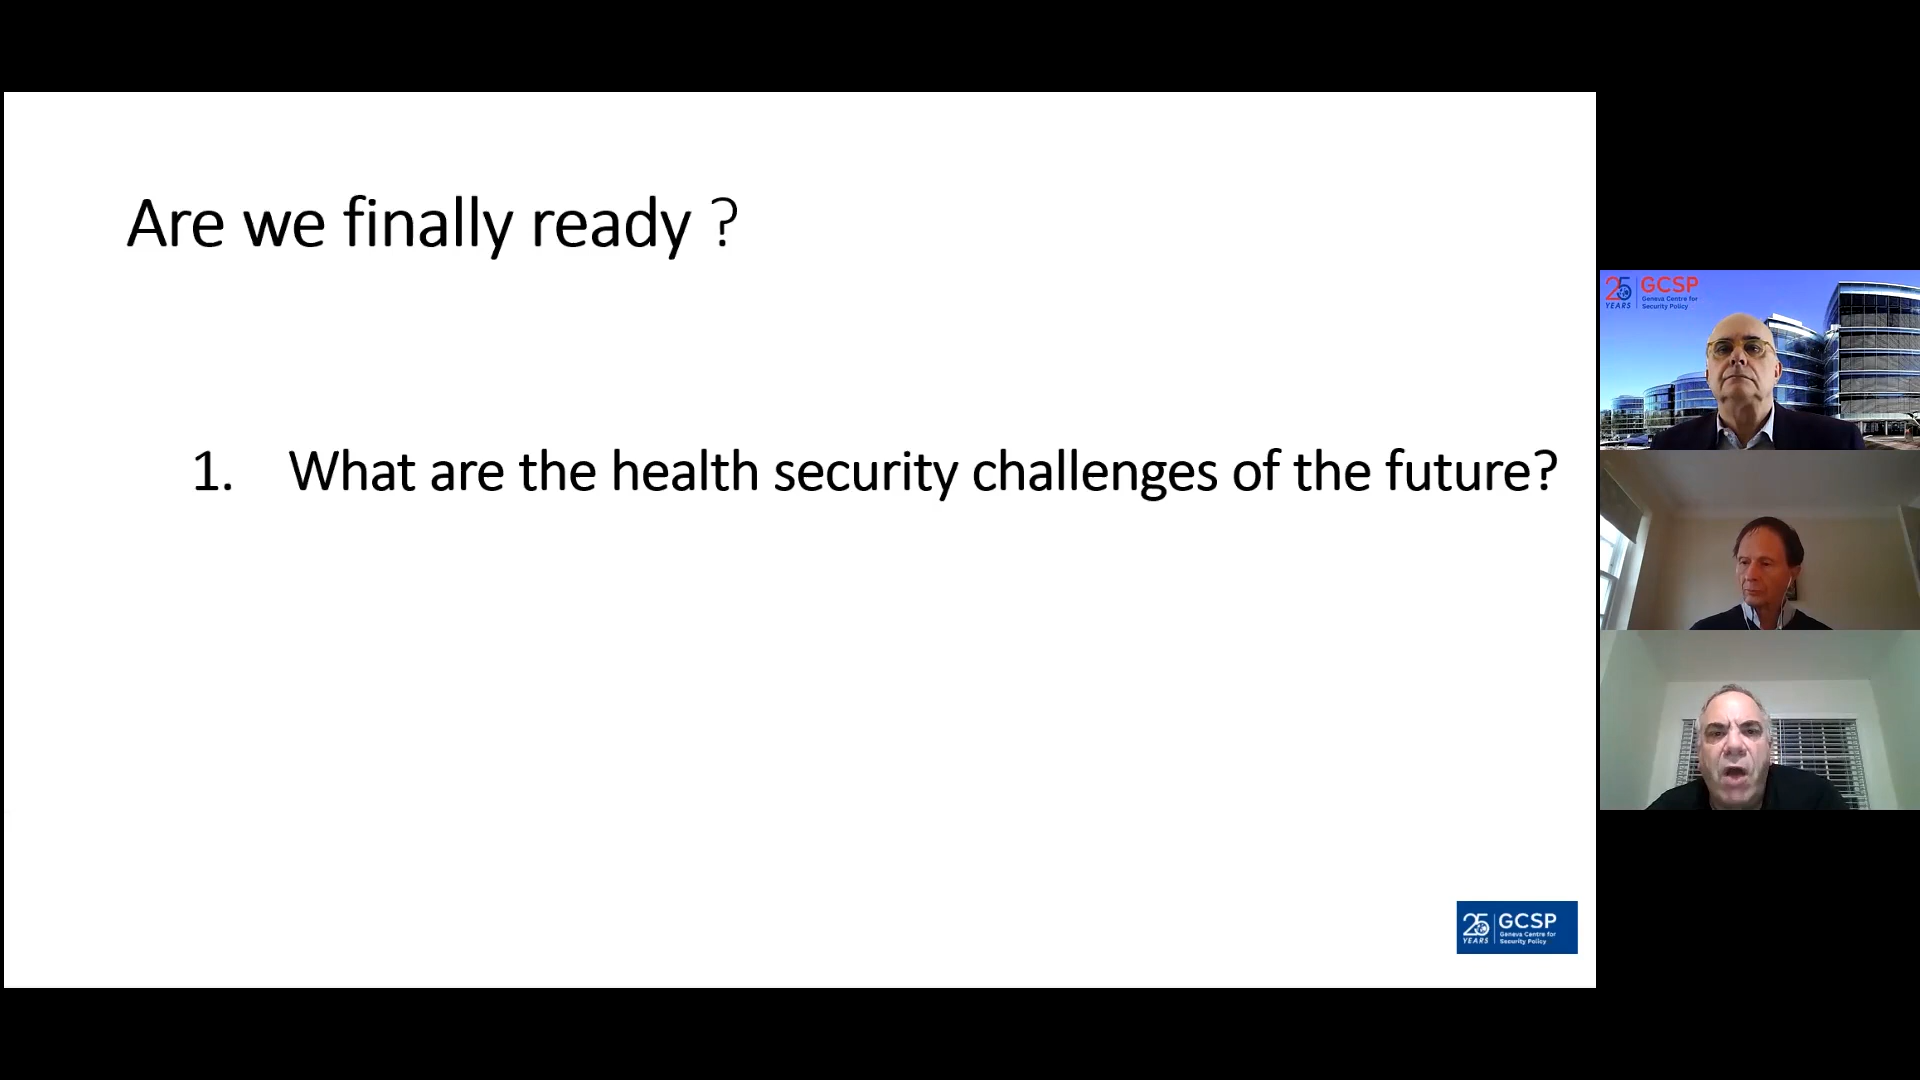 Are we finally ready ?
1. What are the health security challenges of the future?
25 YEARS
GCSP
Geneva Centre for
Security Policy
25 YEARS
GCSP
Geneva Centre for
Security Policy